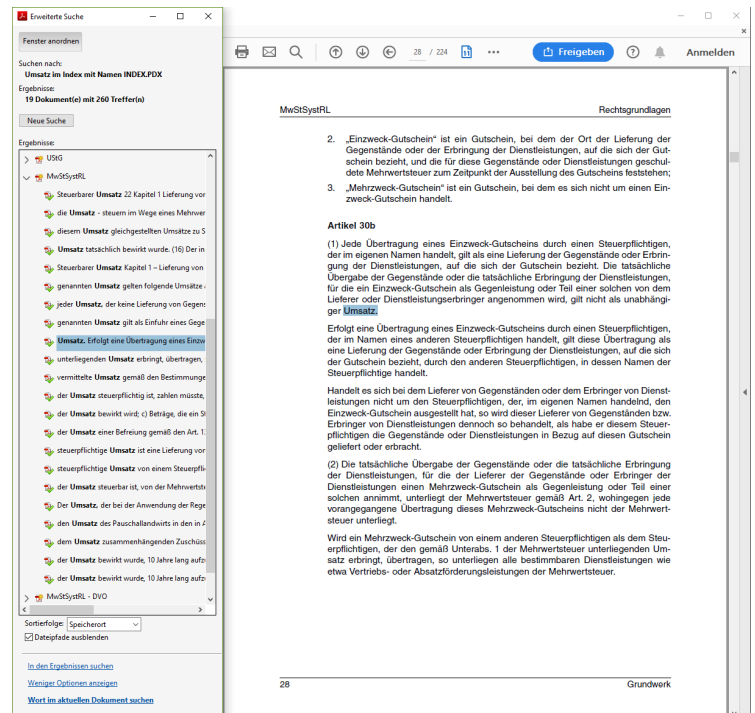 Erweiterte Suche
Fenster anordnen
Suchen nach:
Umsatz im Index mit Namen INDEX.PDX
Ergebnisse:
19 Dokument(e) mit 260 Treffer(n)
Neue Suche
Ergebnisse:
UStG
MwStSystRL
Steuerbarer Umsatz 22 Kapitel 1 Lieferung vor
die Umsatz - steuern im Wege eines Mehrwer
diesem Umsatz gleichgestellten Umsätze zu S
Umsatz tatsächlich bewirkt wurde. (16) Der in
Steuerbarer Umsatz Kapitel 1 – Lieferung von
genannten Umsatz gelten folgende Umsätze
jeder Umsatz, der keine Lieferung von Gegens
genannten Umsatz gilt als Einfuhr eines Gege
Umsatz. Erfolgt eine Übertragung eines Einzw
unterliegenden Umsatz erbringt, übertragen,
vermittelte Umsatz gemäß den Bestimmunge
der Umsatz steuerpflichtig ist, zahlen müsste,
der Umsatz bewirkt wird; c) Beträge, die ein St
der Umsatz einer Befreiung gemäß den Art. 1
steuerpflichtige Umsatz ist eine Lieferung vor
steuerpflichtige Umsatz von einem Steuerpfli
der Umsatz steuerbar ist, von der Mehrwertste
Der Umsatz, der bei der Anwendung der Rege
den Umsatz des Pauschallandwirts in den in A
dem Umsatz zusammenhängenden Zuschüss
der Umsatz bewirkt wurde, 10 Jahre lang aufz
der Umsatz bewirkt wurde, 10 Jahre lang aufz
MwStSystRL - DVO
Sortierfolge: Speicherort
Dateipfade ausblenden
In den Ergebnissen suchen
Weniger Optionen anzeigen
Wort im aktuellen Dokument suchen
28 / 224
Freigeben
Anmelden
MwStSystRL Rechtsgrundlagen
2. „Einzweck-Gutschein“ ist ein Gutschein, bei dem der Ort der Lieferung der
Gegenstände oder der Erbringung der Dienstleistungen, auf die sich der Gut-
schein bezieht, und die für diese Gegenstände oder Dienstleistungen geschul-
dete Mehrwertsteuer zum Zeitpunkt der Ausstellung des Gutscheins feststehen;
3. „Mehrzweck-Gutschein“ ist ein Gutschein, bei dem es sich nicht um einen Ein-
zweck-Gutschein handelt.
Artikel 30b
(1) Jede Übertragung eines Einzweck-Gutscheins durch einen Steuerpflichtigen,
der im eigenen Namen handelt, gilt als eine Lieferung der Gegenstände oder Erbrin-
gung der Dienstleistungen, auf die sich der Gutschein bezieht. Die tatsächliche
Übergabe der Gegenstände oder die tatsächliche Erbringung der Dienstleistungen,
für die ein Einzweck-Gutschein als Gegenleistung oder Teil einer solchen von dem
Lieferer oder Dienstleistungserbringer angenommen wird, gilt nicht als unabhängi-
ger Umsatz.
Erfolgt eine Übertragung eines Einzweck-Gutscheins durch einen Steuerpflichtigen,
der im Namen eines anderen Steuerpflichtigen handelt, gilt diese Übertragung als
eine Lieferung der Gegenstände oder Erbringung der Dienstleistungen, auf die sich
der Gutschein bezieht, durch den anderen Steuerpflichtigen, in dessen Namen der
Steuerpflichtige handelt.
Handelt es sich bei dem Lieferer von Gegenständen oder dem Erbringer von Dienst-
leistungen nicht um den Steuerpflichtigen, der, im eigenen Namen handelnd, den
Einzweck-Gutschein ausgestellt hat, so wird dieser Lieferer von Gegenständen bzw.
Erbringer von Dienstleistungen dennoch so behandelt, als habe er diesem Steuer-
pflichtigen die Gegenstände oder Dienstleistungen in Bezug auf diesen Gutschein
geliefert oder erbracht.
(2) Die tatsächliche Übergabe der Gegenstände oder die tatsächliche Erbringung
der Dienstleistungen, für die der Lieferer der Gegenstände oder Erbringer der
Dienstleistungen einen Mehrzweck-Gutschein als Gegenleistung oder Teil einer
solchen annimmt, unterliegt der Mehrwertsteuer gemäß Art. 2, wohingegen jede
vorangegangene Übertragung dieses Mehrzweck-Gutscheins nicht der Mehrwert-
steuer unterliegt.
Wird ein Mehrzweck-Gutschein von einem anderen Steuerpflichtigen als dem Steu-
erpflichtigen, der den gemäß Unterabs. 1 der Mehrwertsteuer unterliegenden Um-
satz erbringt, übertragen, so unterliegen alle bestimmbaren Dienstleistungen wie
etwa Vertriebs- oder Absatzförderungsleistungen der Mehrwertsteuer.
28 Grundwerk